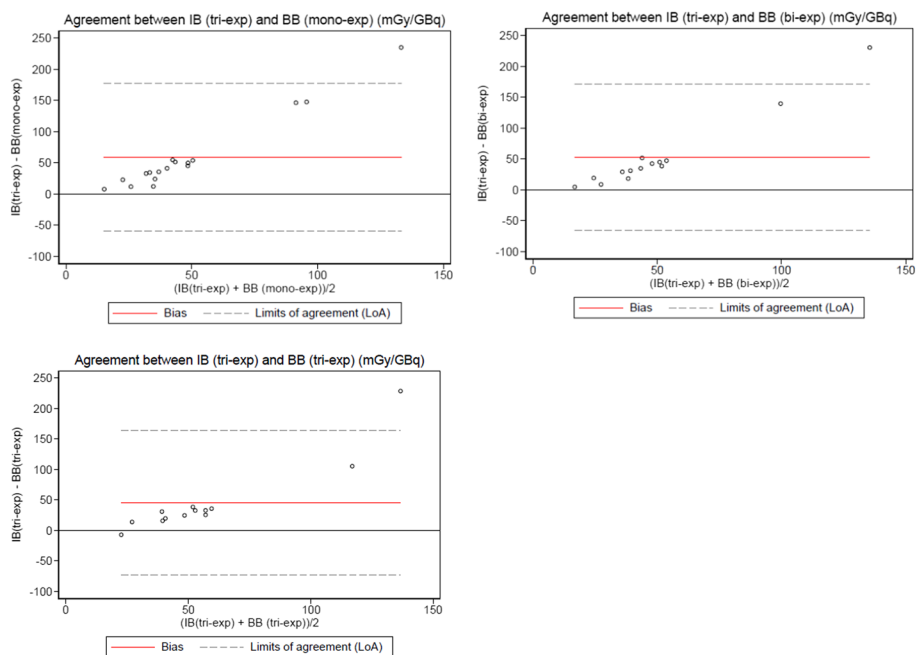 Agreement between IB (tri-exp) and BB (mono-exp) (mGy/GBq)
250
200
150
100
50
0
-50
-100
IB(tri-exp) - BB(mono-exp)
0 50 100 150
(IB(tri-exp) + BB (mono-exp))/2
Bias Limits of agreement (LoA)
Agreement between IB (tri-exp) and BB (bi-exp) (mGy/GBq)
250
200
150
100
50
0
-50
-100
IB(tri-exp) - BB(bi-exp)
0 50 100 150
(IB(tri-exp) + BB (bi-exp))/2
Bias Limits of agreement (LoA)
Agreement between IB (tri-exp) and BB (tri-exp) (mGy/GBq)
250
200
150
100
50
0
-50
-100
IB(tri-exp) - BB(tri-exp)
0 50 100 150
(IB(tri-exp) + BB (tri-exp))/2
Bias Limits of agreement (LoA)